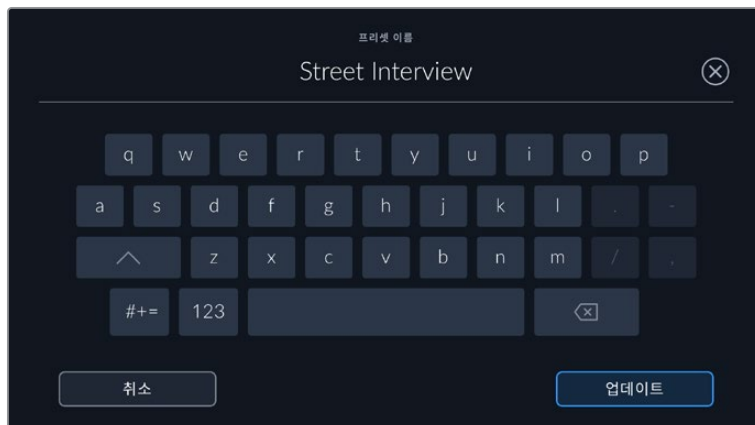 프리셋 이름
Street Interview
q w e r t y u i o p
a s d f g h j k l . -
z x c v b n m / ,
#+= 123
취소 업데이트